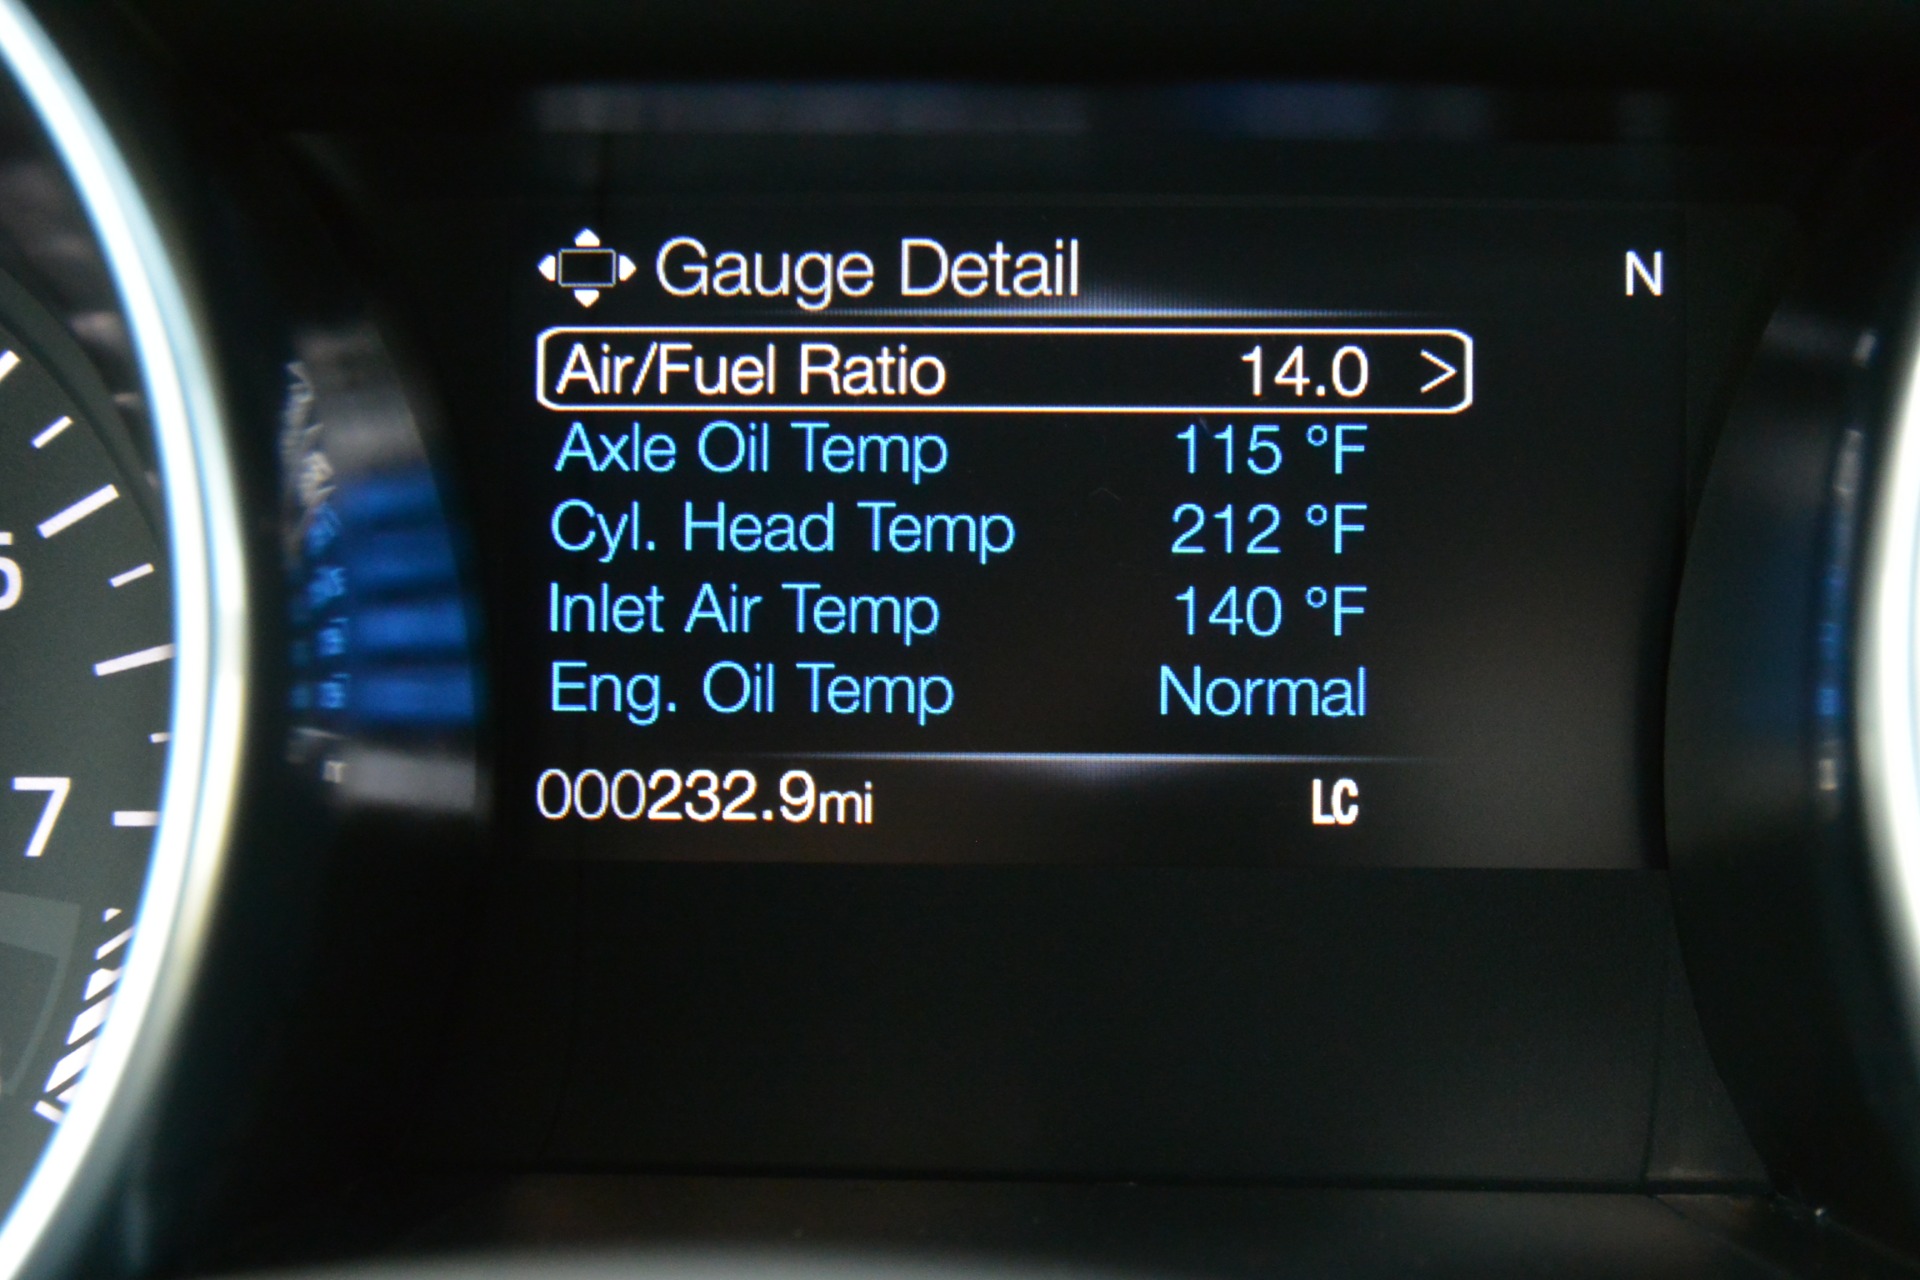 Gauge Detail N
Air/Fuel Ratio 14.0 >
Axle Oil Temp 115 °F
Cyl. Head Temp 212 °F
Inlet Air Temp 140 °F
Eng. Oil Temp Normal
000232.9mi LC
7